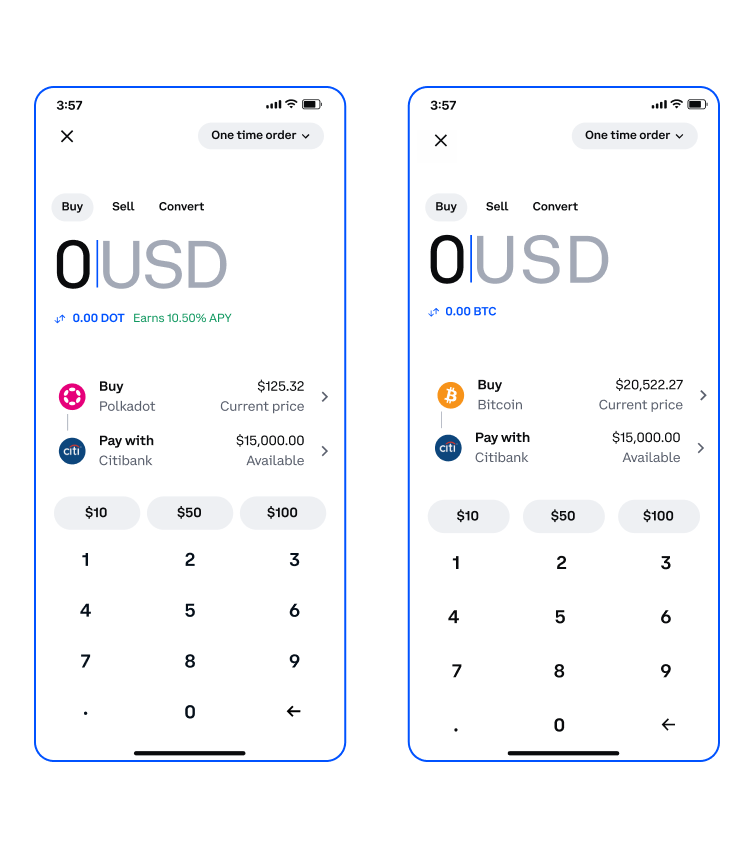 3:57
One time order
Buy Sell Convert
0 USD
0.00 DOT Earns 10.50% APY
Buy $125.32
Polkadot Current price
citi
Pay with $15,000.00
Citibank Available
$10 $50 $100
1 2 3
4 5 6
7 8 9
. 0 ←
3:57
One time order
Buy Sell Convert
0 USD
0.00 BTC
Buy $20,522.27
Bitcoin Current price
citi
Pay with $15,000.00
Citibank Available
$10 $50 $100
1 2 3
4 5 6
7 8 9
. 0 ←